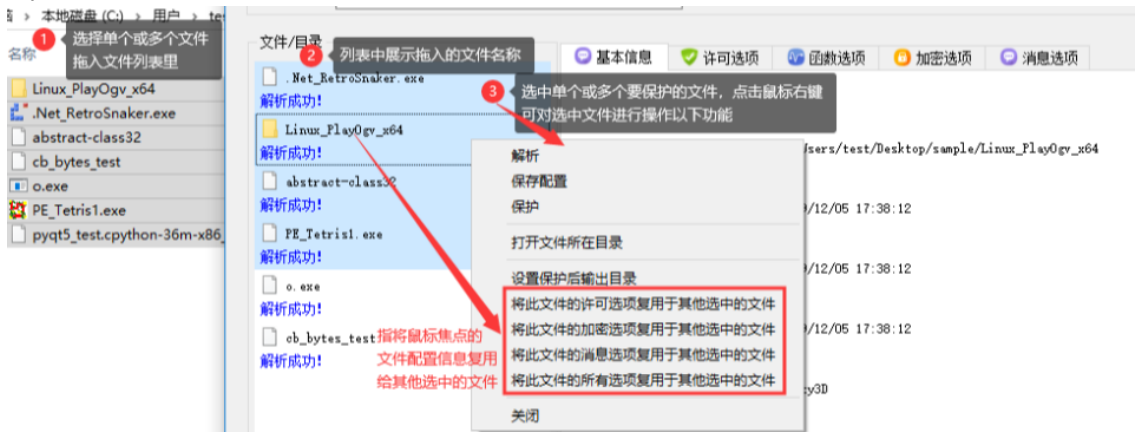 本地磁盘 (C:) > 用户 > te
名称
1 选择单个或多个文件
拖入文件列表里
Linux_PlayOgv_x64
.Net_RetroSnaker.exe
abstract-class32
cb_bytes_test
o.exe
PE_Tetris1.exe
pyqt5_test.cpython-36m-x86_
文件/目录
2 列表中展示拖入的文件名称
.Net_RetroSnaker.exe
解析成功!
Linux_PlayOgv_x64
解析成功!
abstract-class32
解析成功!
PE_Tetris1.exe
解析成功!
o.exe
解析成功!
cb_bytes_test
解析成功!
指将鼠标焦点的
文件配置信息复用
给其他选中的文件
基本信息 许可选项 函数选项 加密选项 消息选项
3 选中单个或多个要保护的文件，点击鼠标右键
可对选中文件进行操作以下功能
解析
保存配置
保护
打开文件所在目录
设置保护后输出目录
将此文件的许可选项复用于其他选中的文件
将此文件的加密选项复用于其他选中的文件
将此文件的消息选项复用于其他选中的文件
将此文件的所有选项复用于其他选中的文件
关闭
sers/test/Desktop/sample/Linux_PlayOgv_x64
/12/05 17:38:12
/12/05 17:38:12
/12/05 17:38:12
y3D